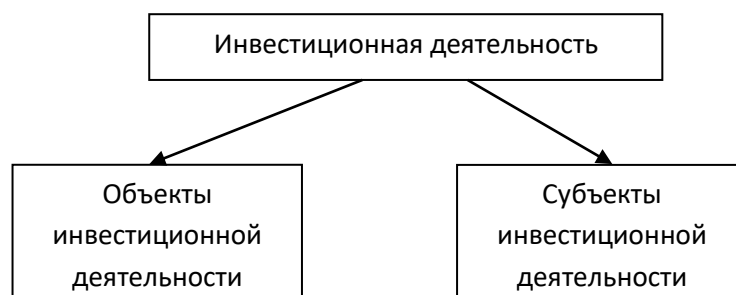 Инвестиционная деятельность
Объекты
инвестиционной
деятельности
Субъекты
инвестиционной
деятельности